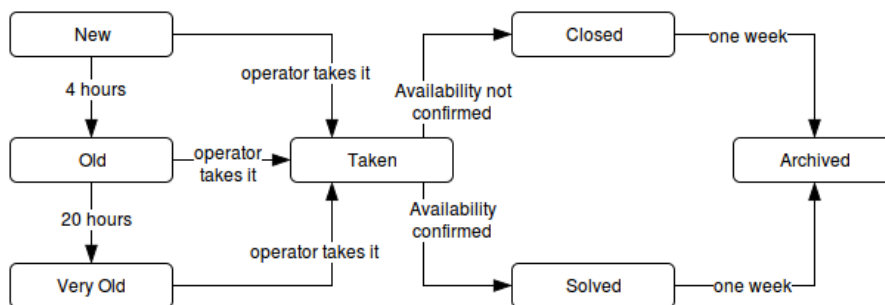 New
Closed
one week
operator takes it
4 hours
Availability not
confirmed
Old
operator
takes it
Taken
Archived
20 hours
Availability
confirmed
operator takes it
Very Old
Solved
one week